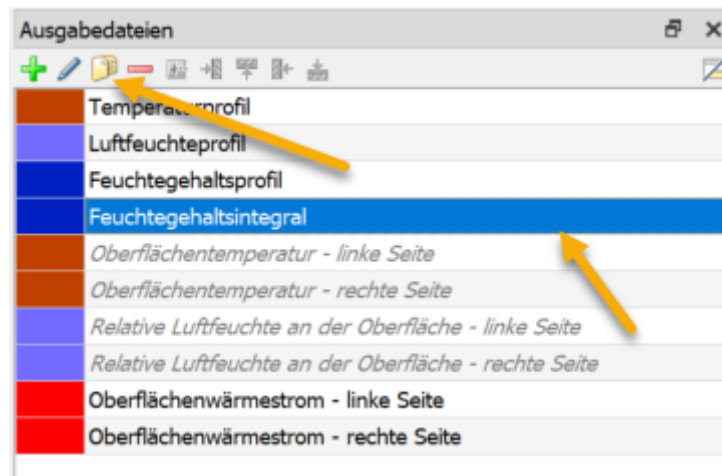 Ausgabedateien
Temperaturprofil
Luftfeuchteprofil
Feuchtegehaltsprofil
Feuchtegehaltsintegral
Oberflächentemperatur - linke Seite
Oberflächentemperatur - rechte Seite
Relative Luftfeuchte an der Oberfläche - linke Seite
Relative Luftfeuchte an der Oberfläche - rechte Seite
Oberflächenwärmestrom - linke Seite
Oberflächenwärmestrom - rechte Seite